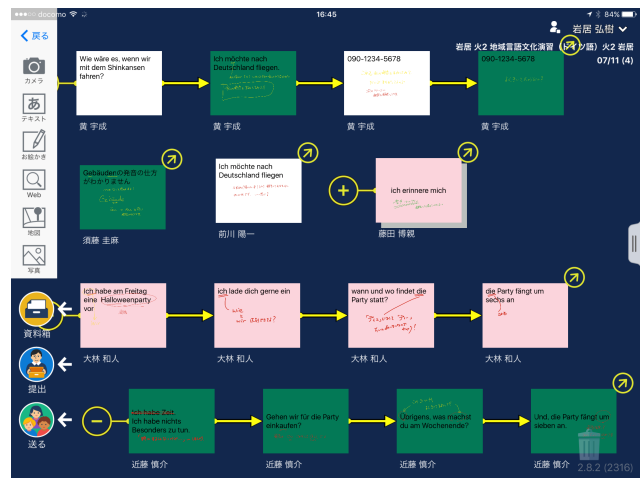 docomo
16:45
84%
戻る
岩居 弘樹
岩居 火2 地域言語文化演習（ドイツ語）火2 岩居
07/11 (4)
カメラ
テキスト
あ
お絵かき
Web
地図
写真
資料箱
提出
送る
Wie wäre es, wenn wir
mit dem Shinkansen
fahren?
黄 宇成
Ich möchte nach
Deutschland fliegen.
黄 宇成
090-1234-5678
黄 宇成
090-1234-5678
黄 宇成
Gebäudenの発音の仕方
がわかりません
須藤 圭麻
Ich möchte nach
Deutschland fliegen
前川 陽一
ich erinnere mich
藤田 博親
Ich habe am Freitag
eine Halloweenparty
vor
大林 和人
ich lade dich gerne ein
大林 和人
wann und wo findet die
Party statt?
大林 和人
die Party fängt um
sechs an
大林 和人
Ich habe Zeit.
Ich habe nichts
Besonders zu tun.
近藤 慎介
Gehen wir für die Party
einkaufen?
近藤 慎介
Übrigens, was machst
du am Wochenende?
近藤 慎介
Und, die Party fängt um
sieben an.
近藤 慎介
2.8.2 (2316)